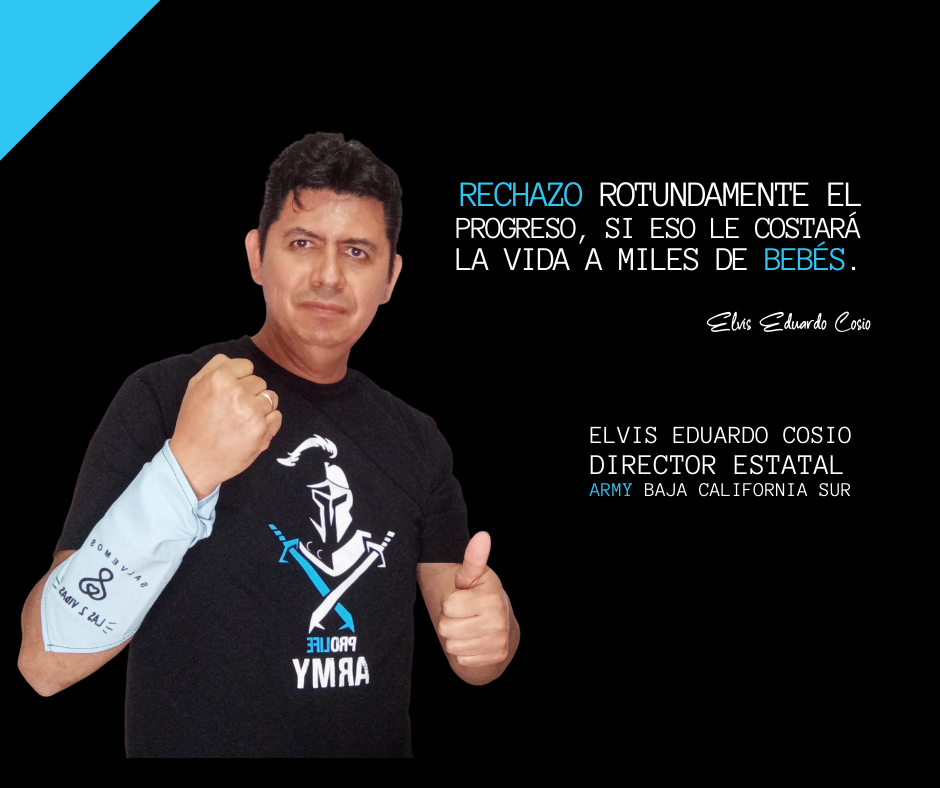 RECHAZO ROTUNDAMENTE EL
PROGRESO, SI ESO LE COSTARÁ
LA VIDA A MILES DE BEBÉS.
Elvis Eduardo Cosio
ELVIS EDUARDO COSIO
DIRECTOR ESTATAL
ARMY BAJA CALIFORNIA SUR
SALVEMOS
LAS 2 VIDAS
PROLIFE
ARMY